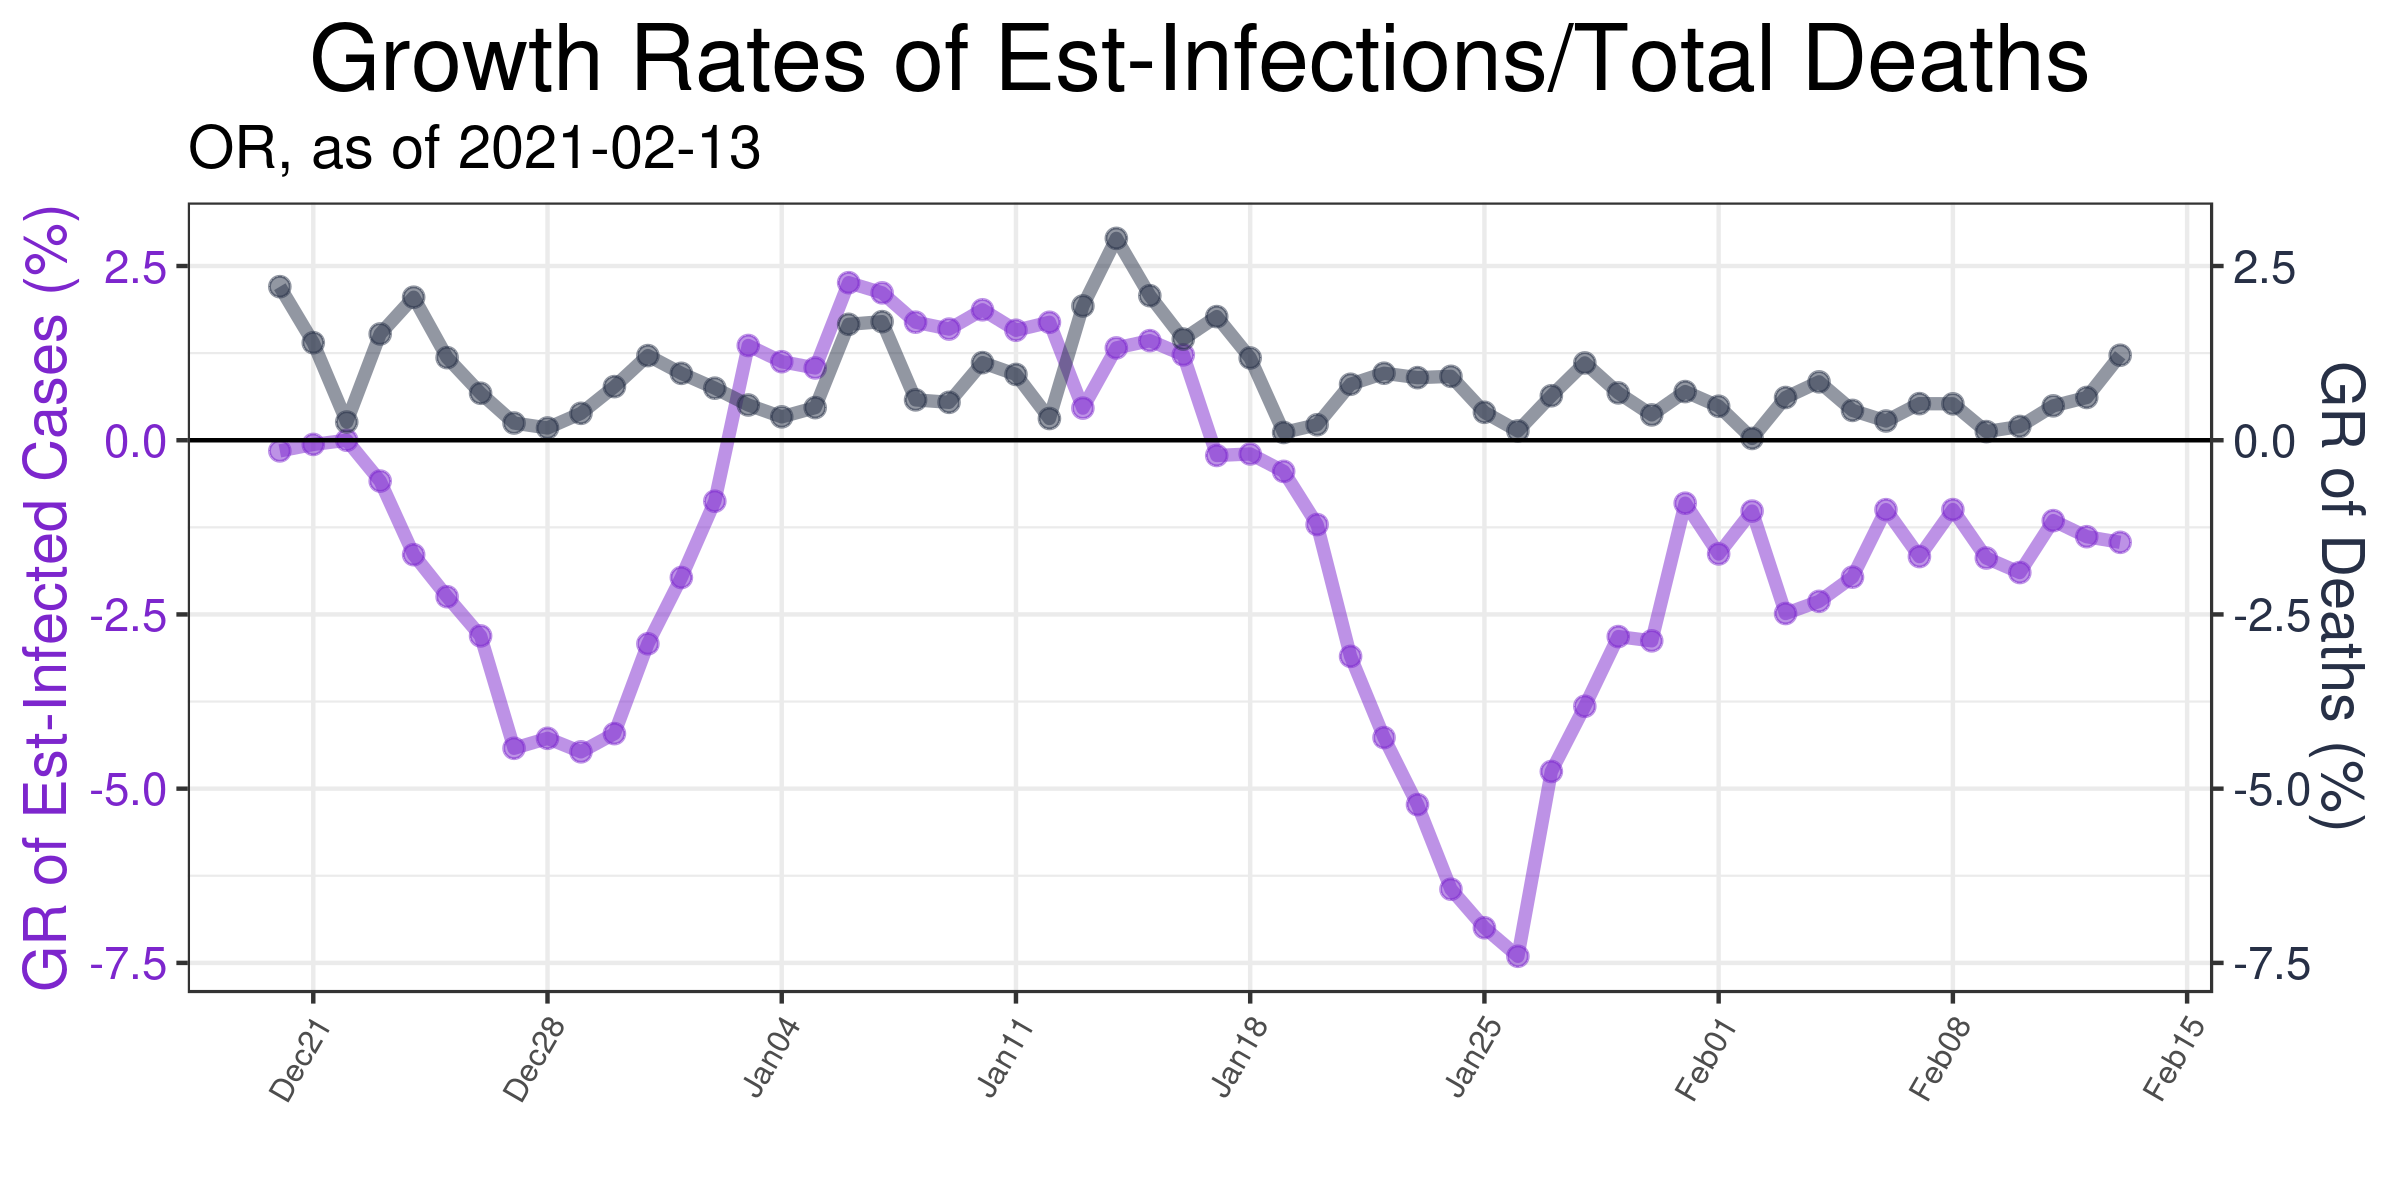 Growth Rates of Est-Infections/Total Deaths
OR, as of 2021-02-13
GR of Est-Infected Cases (%)
2.5
0.0
-2.5
-5.0
-7.5
2.5
0.0
-2.5
-5.0
-7.5
GR of Deaths (%)
Dec21
Dec28
Jan04
Jan11
Jan18
Jan25
Feb01
Feb08
Feb15